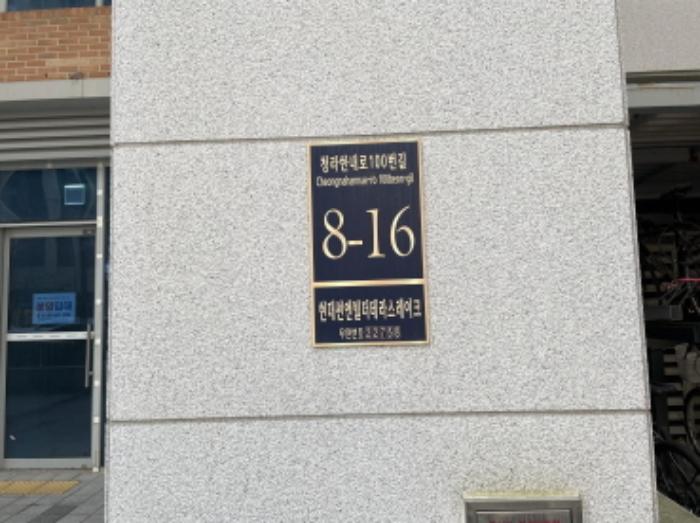 청라한내로100번길
Cheongnahannae-ro 100beon-gil
8-16
현대썬앤빌더테라스레이크
우편번호 22758